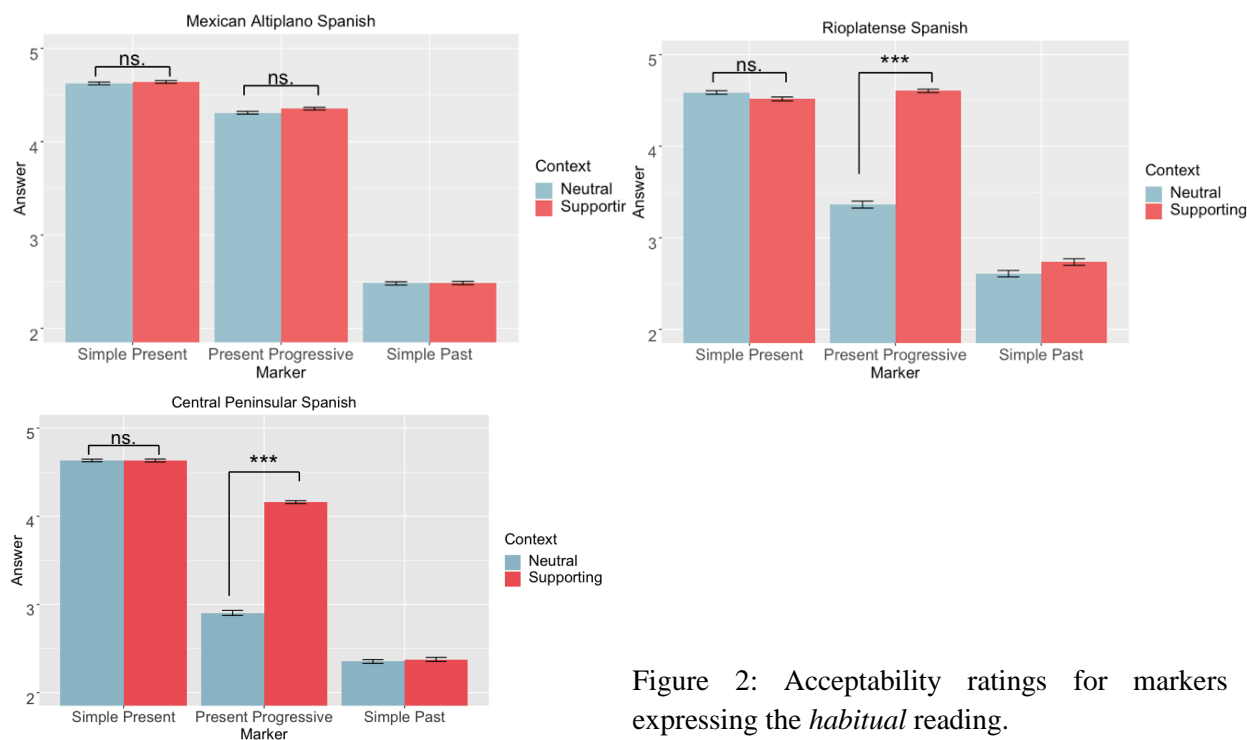 Mexican Altiplano Spanish
5
4
3
2
Answer
ns.
ns.
Simple Present Present Progressive Simple Past
Marker
Context
Neutral
Supportir
Rioplatense Spanish
5
4
3
2
Answer
ns.
***
Simple Present Present Progressive Simple Past
Marker
Context
Neutral
Supporting
Central Peninsular Spanish
5
4
3
2
Answer
ns.
***
Simple Present Present Progressive Simple Past
Marker
Context
Neutral
Supporting
Figure 2: Acceptability ratings for markers
expressing the habitual reading.